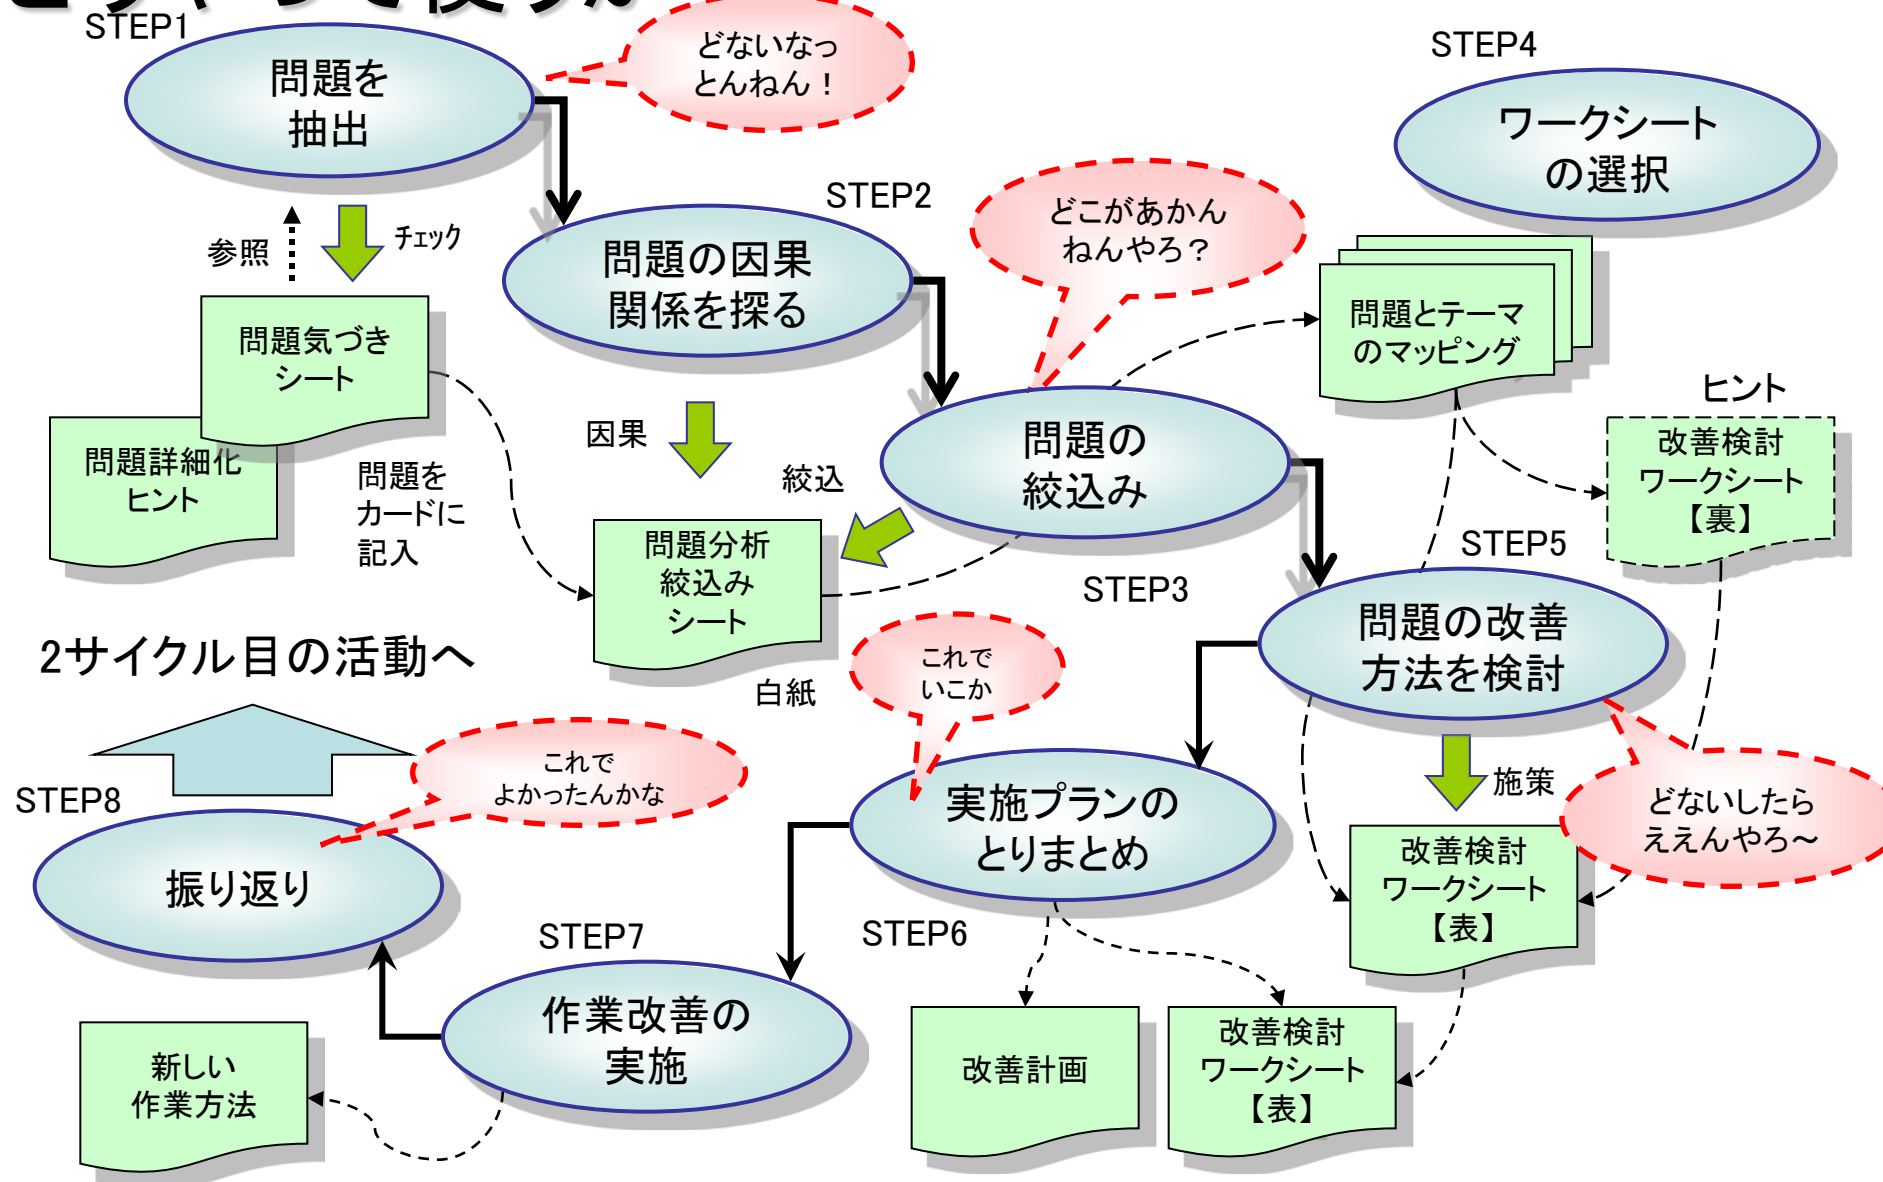 どうやって使うか
STEP1
問題を
抽出
どないなっ
とんねん！
STEP4
ワークシート
の選択
参照
チェック
STEP2
問題の因果
関係を探る
どこがあかん
ねんやろ？
問題とテーマ
のマッピング
問題気づき
シート
問題詳細化
ヒント
問題を
カードに
記入
因果
絞込
問題の
絞込み
STEP3
ヒント
改善検討
ワークシート
【裏】
問題分析
絞込み
シート
白紙
STEP5
問題の改善
方法を検討
2サイクル目の活動へ
これで
いこか
これで
よかったんかな
施策
どないしたら
ええんやろ～
STEP8
振り返り
実施プランの
とりまとめ
STEP6
改善検討
ワークシート
【表】
STEP7
作業改善の
実施
新しい
作業方法
改善計画
改善検討
ワークシート
【表】